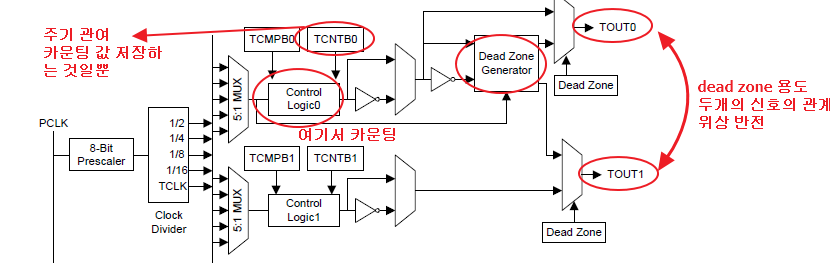 주기 관여
카운팅 값 저장하
는 것일뿐
TCMPB0
TCNTB0
TOUT0
Dead Zone
Generator
Dead Zone
dead zone 용도
두개의 신호의 관계
위상 반전
5:1 MUX
Control
Logic0
여기서 카운팅
PCLK
8-Bit
Prescaler
1/2
1/4
1/8
1/16
TCLK
Clock
Divider
TCMPB1
TCNTB1
5:1 MUX
Control
Logic1
TOUT1
Dead Zone